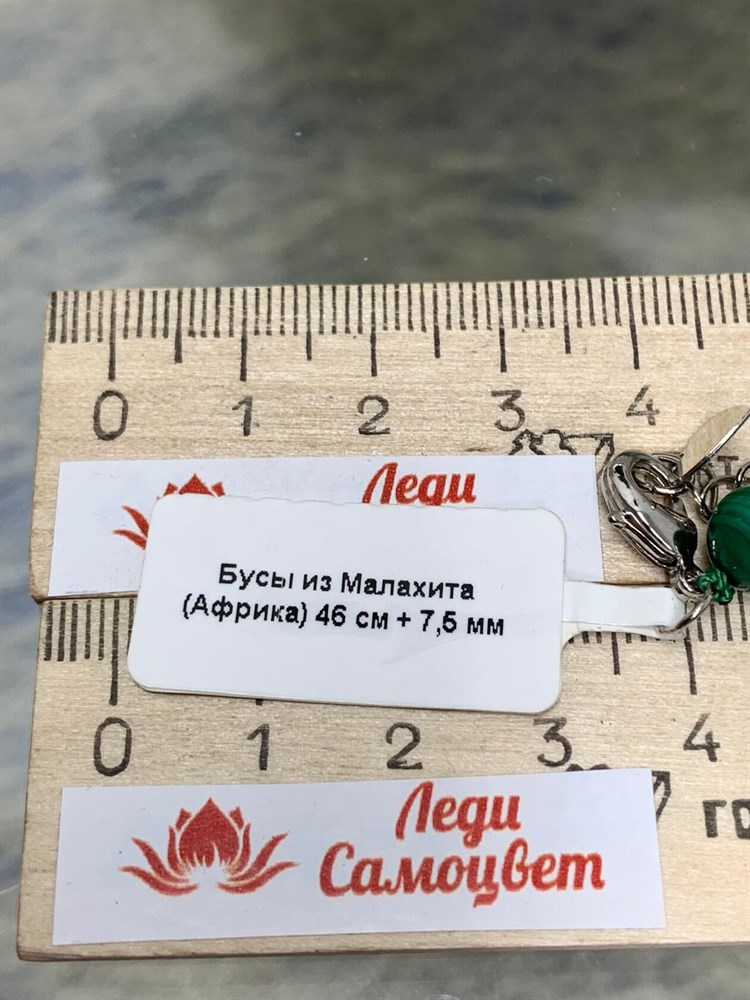 0 1 2 3 4
Леди
Бусы из Малахита
(Африка) 46 см + 7,5 мм
0 1 2 3 4
Леди
Самоцвет